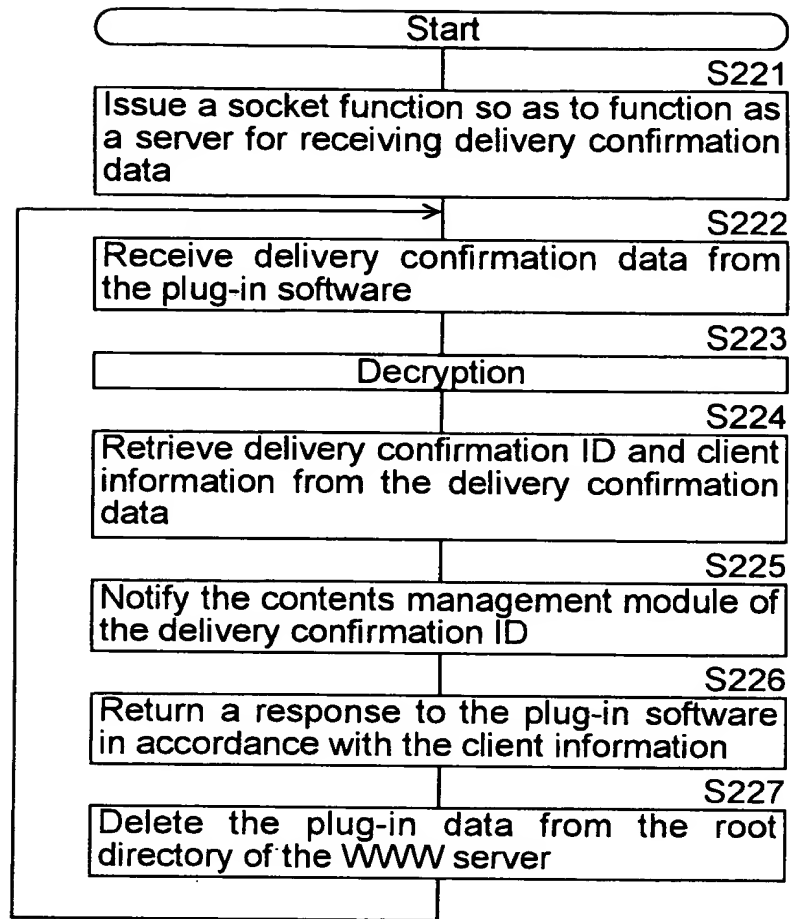 Start
S221
Issue a socket function so as to function as
a server for receiving delivery confirmation
data
S222
Receive delivery confirmation data from
the plug-in software
S223
Decryption
S224
Retrieve delivery confirmation ID and client
information from the delivery confirmation
data
S225
Notify the contents management module of
the delivery confirmation ID
S226
Return a response to the plug-in software
in accordance with the client information
S227
Delete the plug-in data from the root
directory of the WWW server